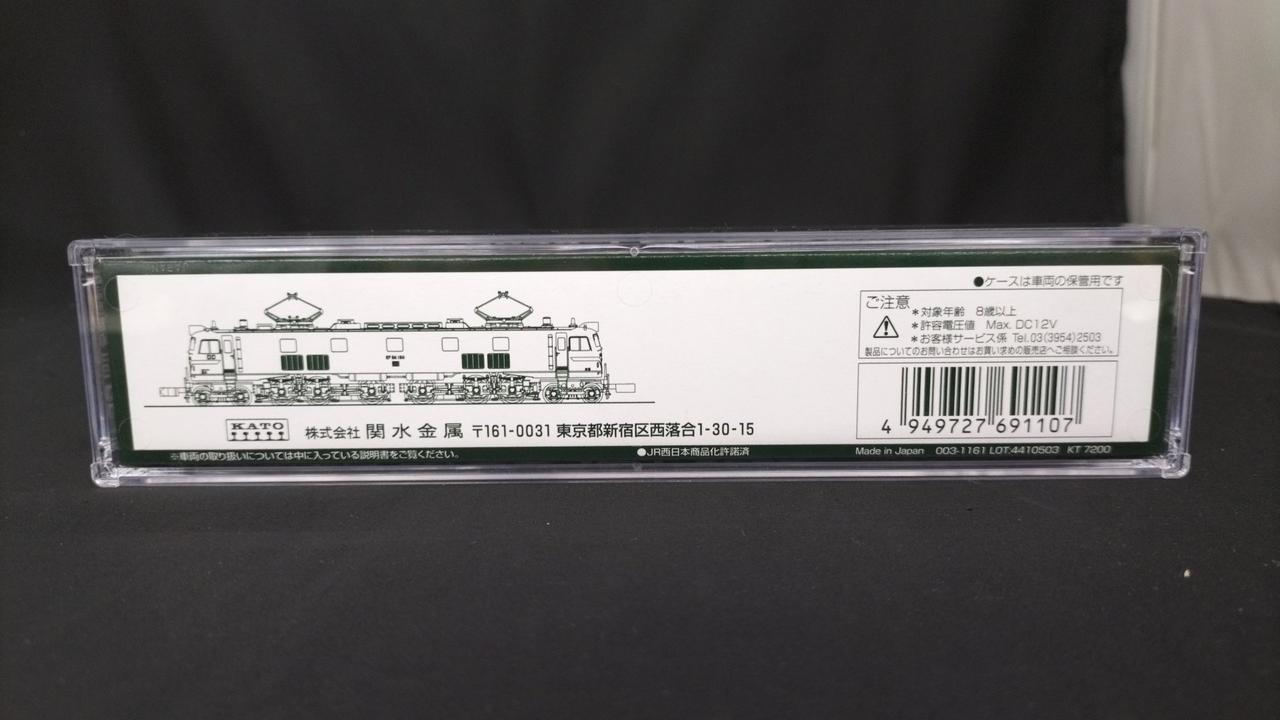 ●ケースは車両の保管用です
ご注意
＊対象年齢 8歳以上
＊許容電圧値 Max. DC12V
＊お客様サービス係 Tel.03(3954)2503
製品についてのお問い合わせはお買い求めの販売店へご相談ください。
4 949727 691107
KATO
株式会社 関水金属 〒161-0031 東京都新宿区西落合1-30-15
※車両の取り扱いについては中に入っている説明書をご覧ください。
●JR西日本商品化許諾済
Made in Japan 003-1161 LOT:4410503 KT 7200